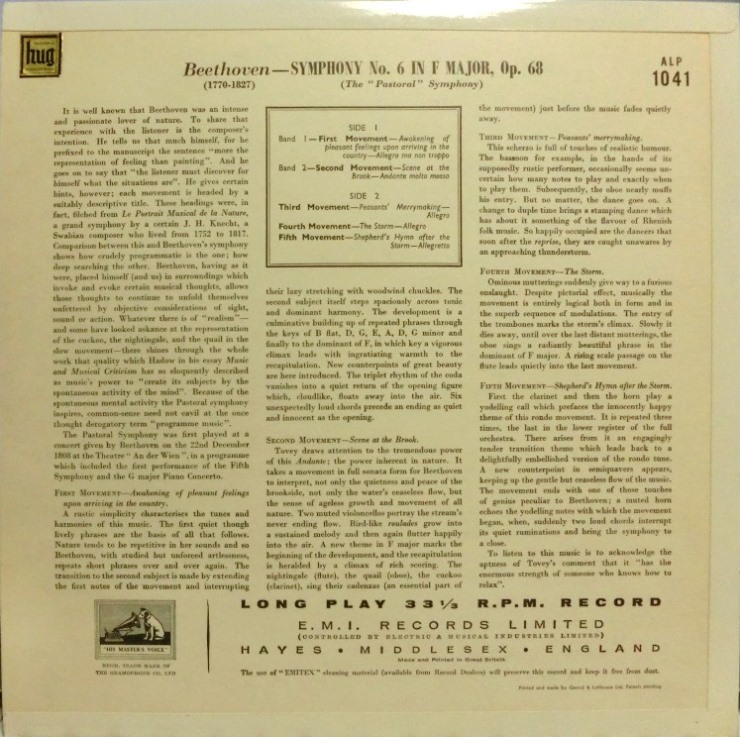 hug
Beethoven—SYMPHONY No. 6 IN F MAJOR, Op. 68
(1770-1827)
(The "Pastoral" Symphony)
ALP
1041
It is well known that Beethoven was an intense
and passionate lover of nature. To share that
experience with the listener is the composer's
intention. He tells us that much himself, for he
prefixed to the manuscript the sentence "more the
representation of feeling than painting". And he
goes on to say that "the listener must discover for
himself what the situations are". He gives certain
hints, however; each movement is headed by a
suitably descriptive title. These headings were, in
fact, filched from Le Portrait Musical de la Nature,
a grand symphony by a certain J. H. Knecht, a
Swabian composer who lived from 1752 to 1817.
Comparison between this and Beethoven's symphony
shows how crudely programmatic is the one; how
deep searching the other. Beethoven, having as it
were, placed himself (and us) in surroundings which
invoke and evoke certain musical thoughts, allows
those thoughts to continue to unfold themselves
unfettered by objective considerations of sight,
sound or action. Whatever there is of "realism"—
and some have looked askance at the representation
of the cuckoo, the nightingale, and the quail in the
slow movement—there shines through the whole
work that quality which Hadow in his essay Music
and Musical Criticism has so eloquently described
as music's power to "create its subjects by the
spontaneous activity of the mind". Because of the
spontaneous mental activity the Pastoral symphony
inspires, common-sense need not cavil at the once
thought derogatory term "programme music".
The Pastoral Symphony was first played at a
concert given by Beethoven on the 22nd December
1808 at the Theatre "An der Wien", in a programme
which included the first performance of the Fifth
Symphony and the G major Piano Concerto.
FIRST MOVEMENT—Awakening of pleasant feelings
upon arriving in the country.
A rustic simplicity characterises the tunes and
harmonies of this music. The first quiet though
lively phrases are the basis of all that follows.
Nature tends to be repetitive in her sounds and so
Beethoven, with studied but unforced artlessness,
repeats short phrases over and over again. The
transition to the second subject is made by extending
the first notes of the movement and interrupting
SIDE 1
Band 1—First Movement—Awakening of
pleasant feelings upon arriving in the
country—Allegro ma non troppo
Band 2—Second Movement—Scene at the
Brook—Andante molto mosso
SIDE 2
Third Movement—Peasants' Merrymaking—
Allegro
Fourth Movement—The Storm—Allegro
Fifth Movement—Shepherd's Hymn after the
Storm—Allegretto
their lazy stretching with woodwind chuckles. The
second subject itself steps spaciously across tonic
and dominant harmony. The development is a
culminative building up of repeated phrases through
the keys of B flat, D, G, E, A, D, G minor and
finally to the dominant of F, in which key a vigorous
climax leads with ingratiating warmth to the
recapitulation. New counterpoints of great beauty
are here introduced. The triplet rhythm of the coda
vanishes into a quiet return of the opening figure
which, cloudlike, floats away into the air. Six
unexpectedly loud chords precede an ending as quiet
and innocent as the opening.
SECOND MOVEMENT—Scene at the Brook.
Tovey draws attention to the tremendous power
of this Andante; the power inherent in nature. It
takes a movement in full sonata form for Beethoven
to interpret, not only the quietness and peace of the
brookside, not only the water's ceaseless flow, but
the sense of ageless growth and movement of all
nature. Two muted violoncellos portray the stream's
never ending flow. Bird-like roulades grow into
a sustained melody and then again flutter happily
into the air. A new theme in F major marks the
beginning of the development, and the recapitulation
is heralded by a climax of rich scoring. The
nightingale (flute), the quail (oboe), the cuckoo
(clarinet), sing their cadenzas (an essential part of
the movement) just before the music fades quietly
away.
THIRD MOVEMENT—Peasants' merrymaking.
This scherzo is full of touches of realistic humour.
The bassoon for example, in the hands of its
supposedly rustic performer, occasionally seems un-
certain how many notes to play and exactly when
to play them. Subsequently, the oboe nearly muffs
his entry. But no matter, the dance goes on. A
change to duple time brings a stamping dance which
has about it something of the flavour of Rhenish
folk music. So happily occupied are the dancers that
soon after the reprise, they are caught unawares by
an approaching thunderstorm.
FOURTH MOVEMENT—The Storm.
Ominous mutterings suddenly give way to a furious
onslaught. Despite pictorial effect, musically the
movement is entirely logical both in form and in
the superb sequence of modulations. The entry of
the trombones marks the storm's climax. Slowly it
dies away, until over the last distant mutterings, the
oboe sings a radiantly beautiful phrase in the
dominant of F major. A rising scale passage on the
flute leads quietly into the last movement.
FIFTH MOVEMENT—Shepherd's Hymn after the Storm.
First the clarinet and then the horn play a
yodelling call which prefaces the innocently happy
theme of this rondo movement. It is repeated three
times, the last in the lower register of the full
orchestra. There arises from it an engagingly
tender transition theme which leads back to a
delightfully embellished version of the rondo tune.
A new counterpoint in semiquavers appears,
keeping up the gentle but ceaseless flow of the music.
The movement ends with one of those touches
of genius peculiar to Beethoven; a muted horn
echoes the yodelling notes with which the movement
began, when, suddenly two loud chords interrupt
its quiet ruminations and bring the symphony to
a close.
To listen to this music is to acknowledge the
aptness of Tovey's comment that it "has the
enormous strength of someone who knows how to
relax".
"HIS MASTER'S VOICE"
REGD. TRADE MARK OF
THE GRAMOPHONE CO. LTD
LONG PLAY 33⅓ R.P.M. RECORD
E.M.I. RECORDS LIMITED
(CONTROLLED BY ELECTRIC & MUSICAL INDUSTRIES LIMITED)
HAYES • MIDDLESEX • ENGLAND
Made and Printed in Great Britain
The use of "EMITEX" cleaning material (available from Record Dealers) will preserve this record and keep it free from dust.
Printed and made by Garrod & Lofthouse Ltd. Patents pending